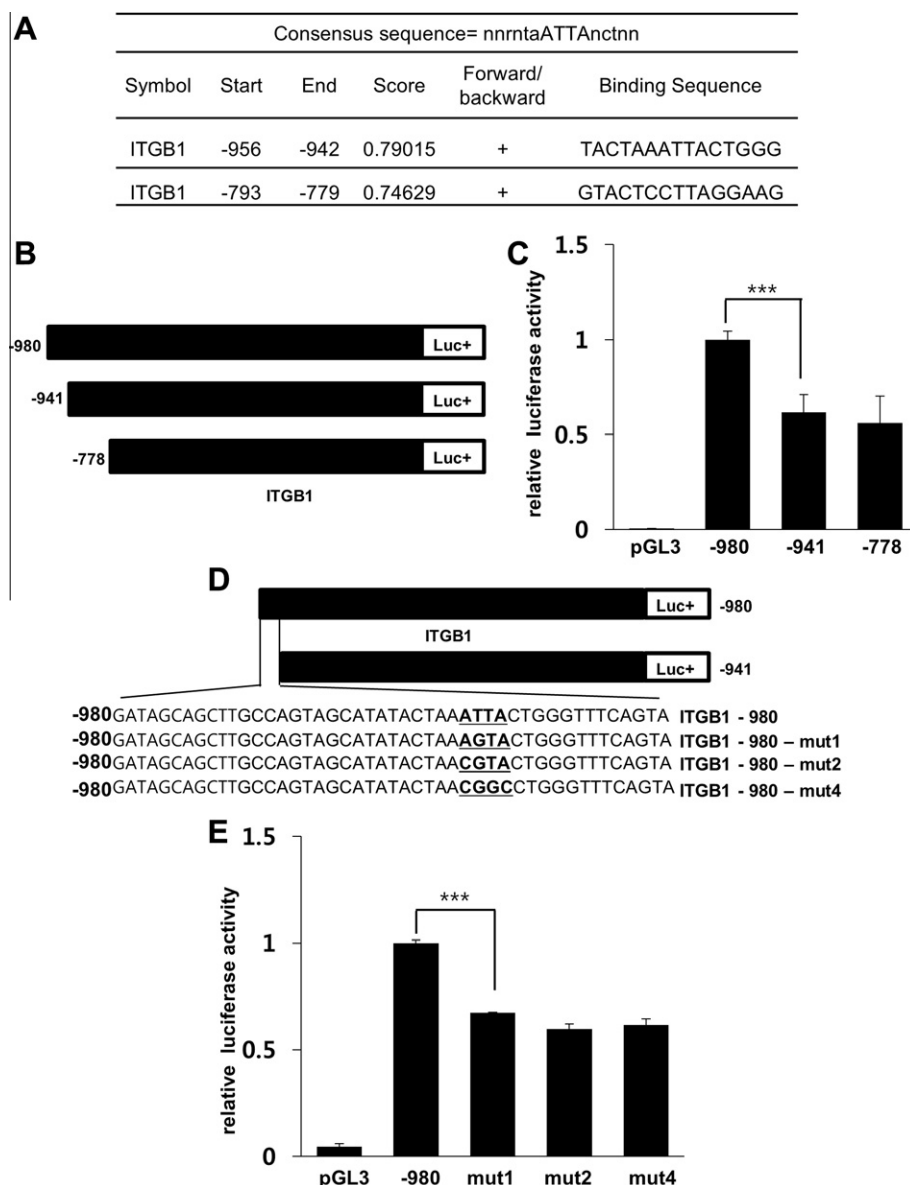 A
Consensus sequence= nnrntaATTAnctnn
Symbol Start End Score Forward/ backward Binding Sequence
ITGB1 -956 -942 0.79015 + TACTAAATTACTGGG
ITGB1 -793 -779 0.74629 + GTACTCCTTAGGAAG
B
-980 Luc+
-941 Luc+
-778 Luc+
ITGB1
C
relative luciferase activity
1.5
1
0.5
0
***
pGL3 -980 -941 -778
D
Luc+ -980
ITGB1
Luc+ -941
-980GATAGCAGCTTGCCAGTAGCATATACTAAATTACTGGGTTTCAGTA ITGB1 - 980
-980GATAGCAGCTTGCCAGTAGCATATACTAAAGTACTGGGTTTCAGTA ITGB1 - 980 – mut1
-980GATAGCAGCTTGCCAGTAGCATATACTAACGTACTGGGTTTCAGTA ITGB1 - 980 – mut2
-980GATAGCAGCTTGCCAGTAGCATATACTAACGGCCTGGGTTTCAGTA ITGB1 - 980 – mut4
E
relative luciferase activity
1.5
1
0.5
0
***
pGL3 -980 mut1 mut2 mut4